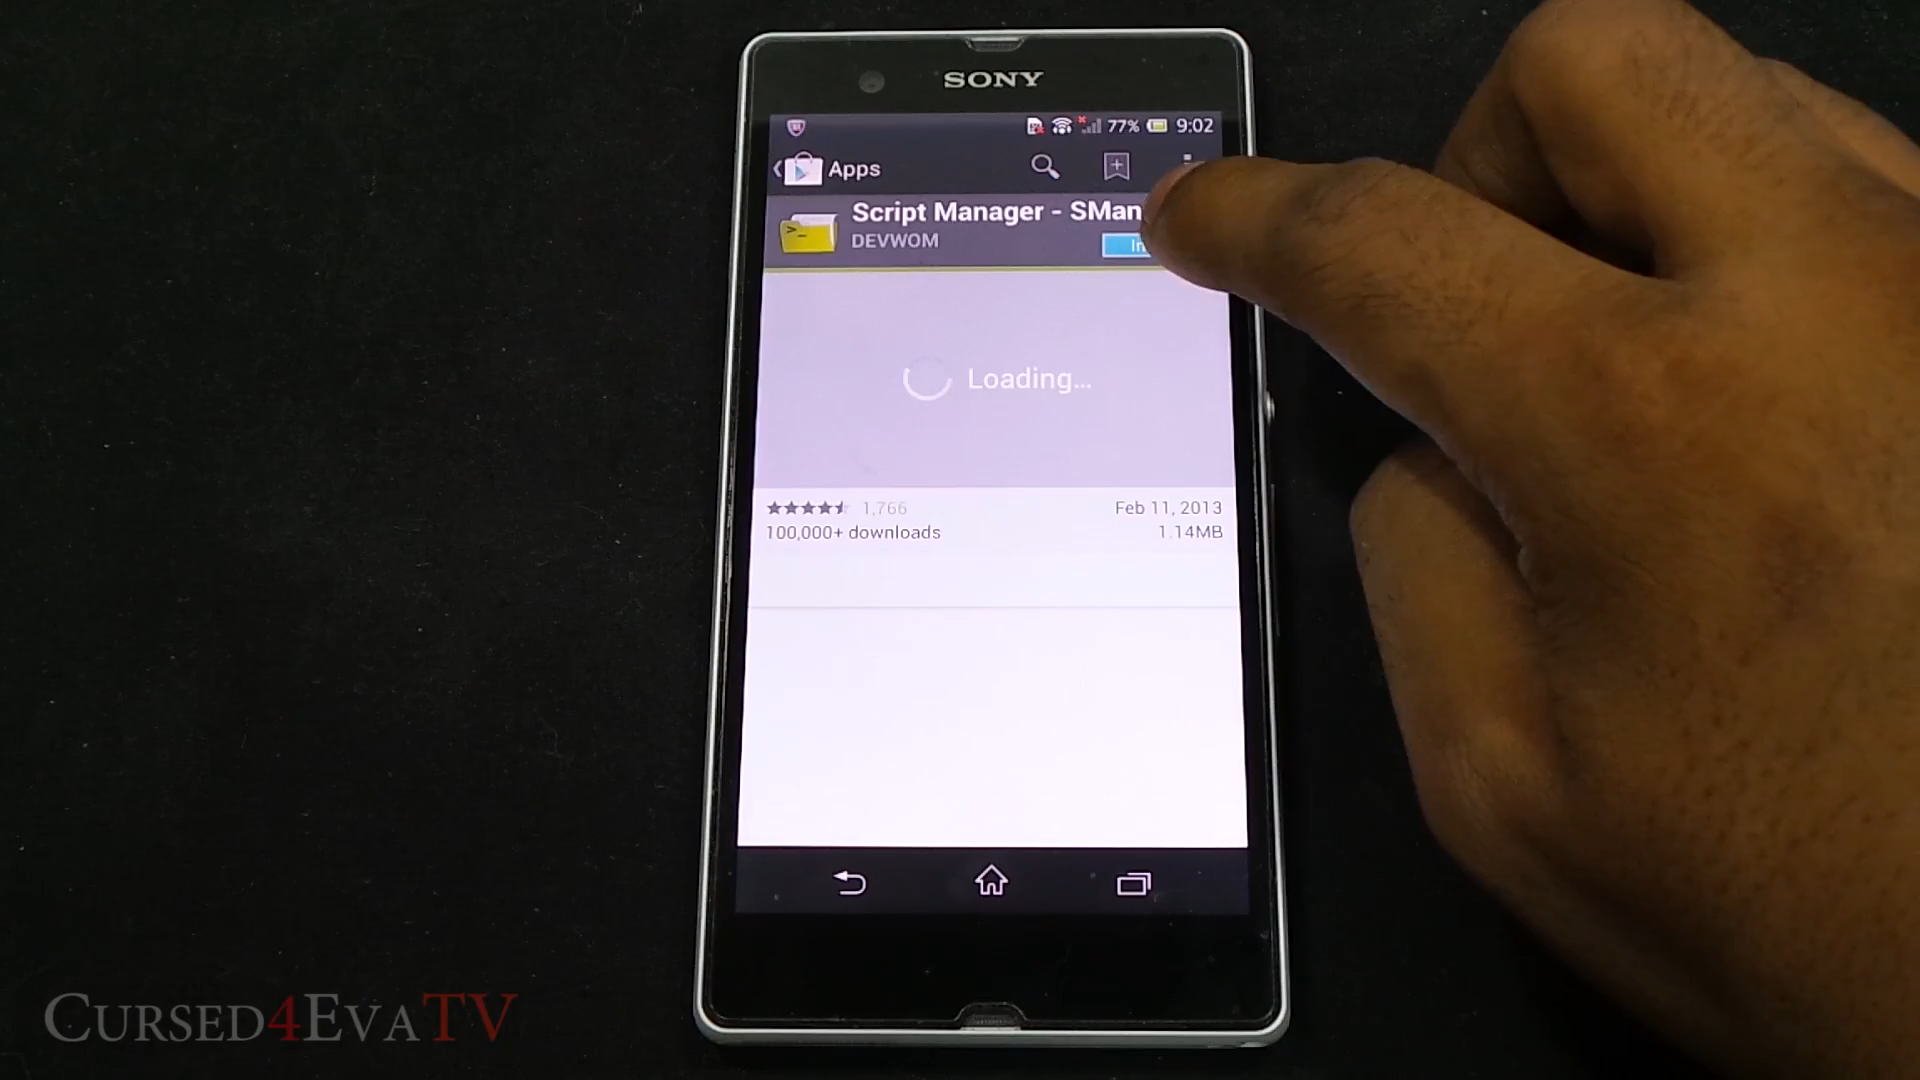 SONY
77% 9:02
Apps
Script Manager - SMan
DEVWOM
In
Loading...
1,766
Feb 11, 2013
100,000+ downloads
1.14MB
CURSED4EVATV